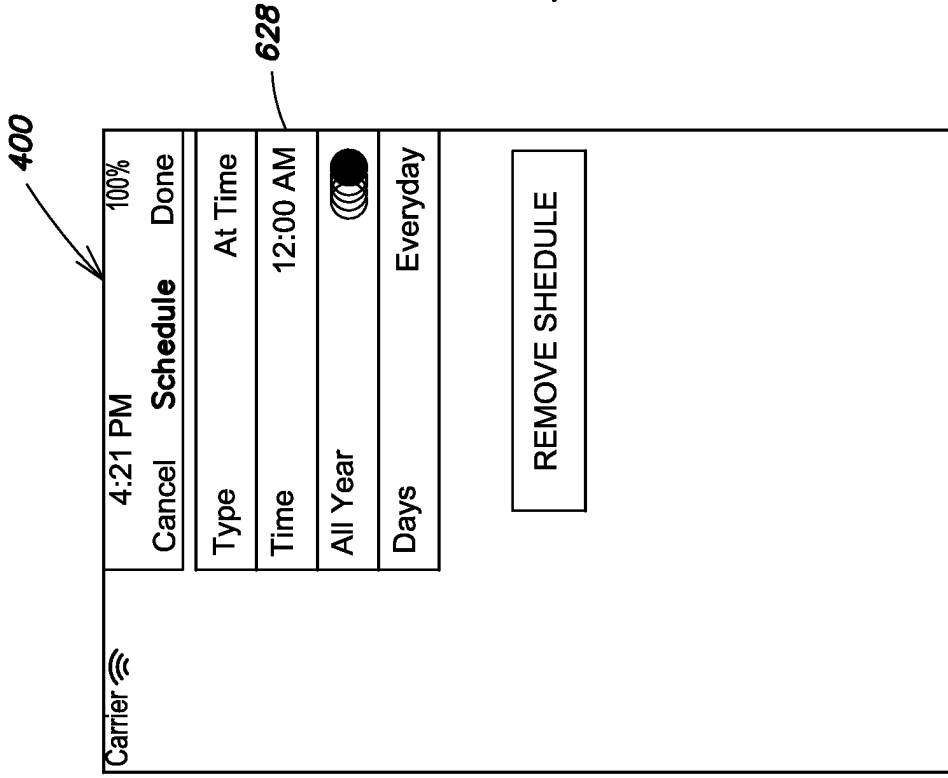 400
Carrier 4:21 PM 100%
Cancel Schedule Done
Type At Time
Time 12:00 AM
628
All Year
Days Everyday
REMOVE SHEDULE